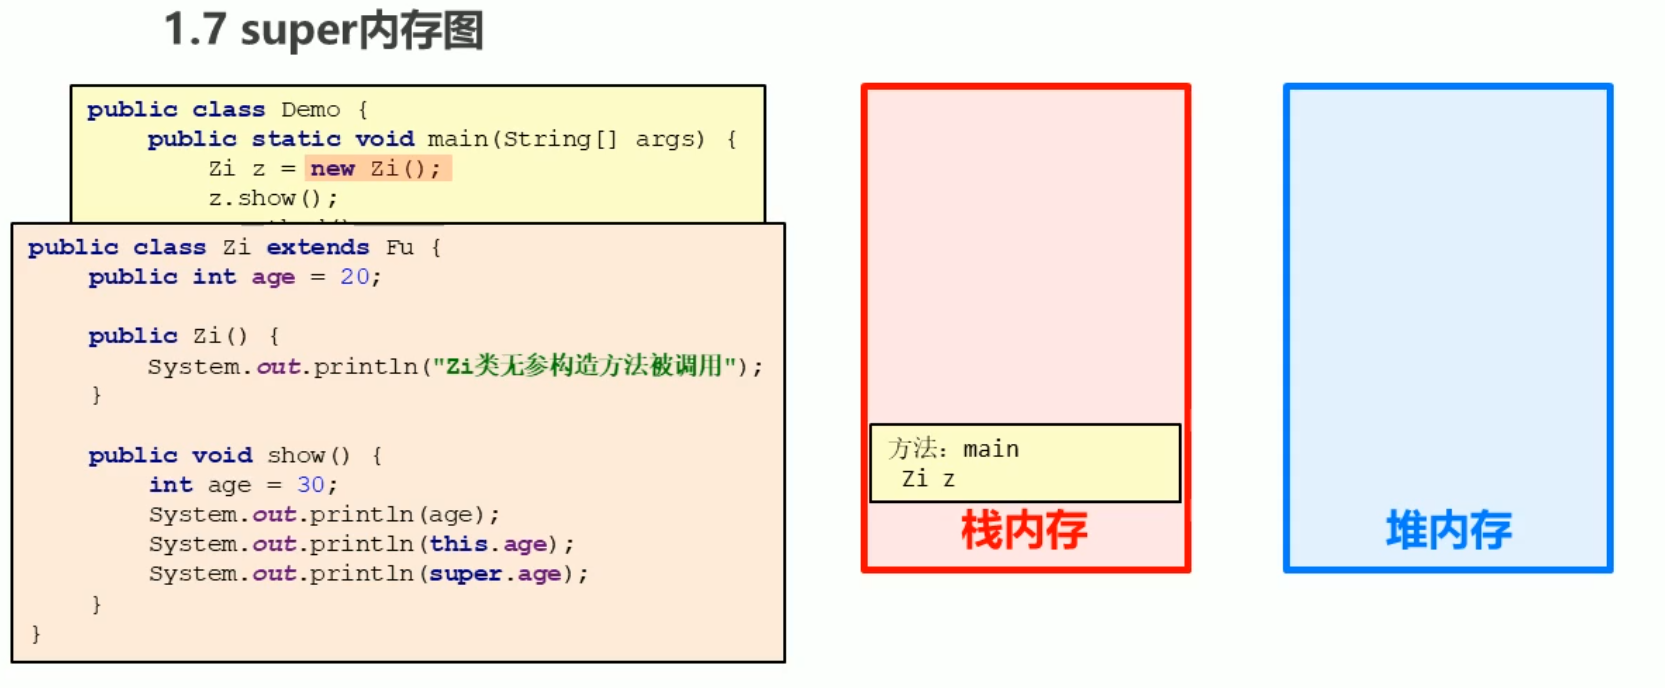 1.7 super内存图
public class Demo {
public static void main(String[] args) {
Zi z = new Zi();
z.show();
public class Zi extends Fu {
public int age = 20;
public Zi() {
System.out.println("Zi类无参构造方法被调用");
}
public void show() {
int age = 30;
System.out.println(age);
System.out.println(this.age);
System.out.println(super.age);
}
}
方法：main
Zi z
栈内存
堆内存